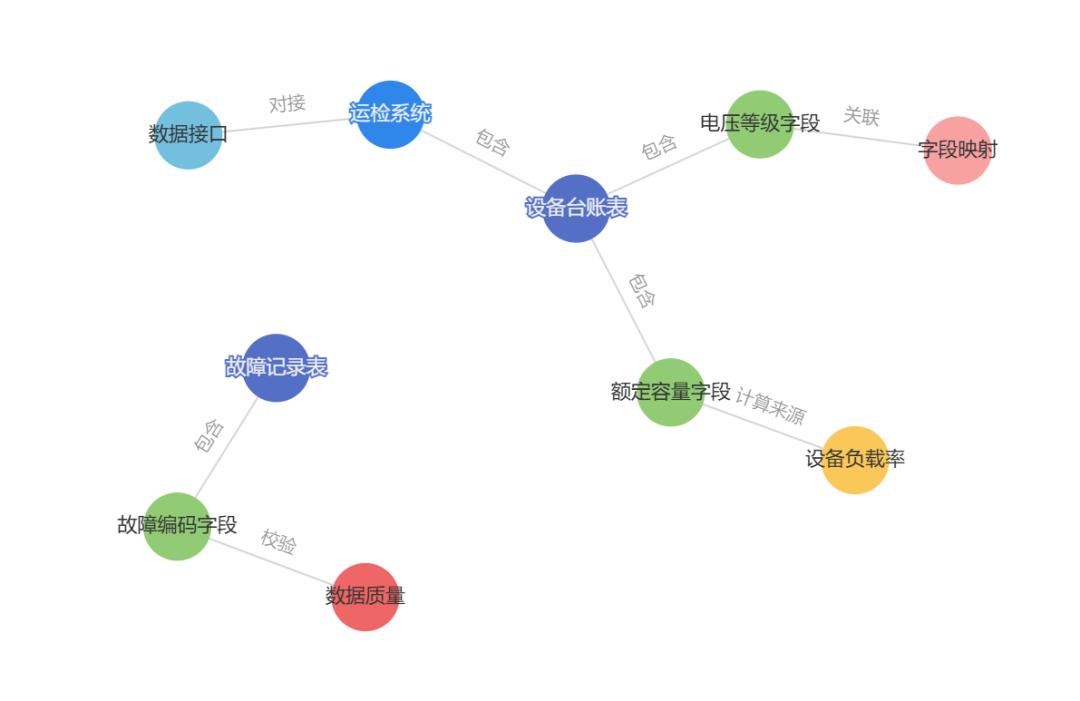 对接
运检系统
数据接口
包含
电压等级字段
关联
字段映射
包含
设备台账表
包含
故障记录表
额定容量字段
计算来源
设备负载率
包含
故障编码字段
校验
数据质量